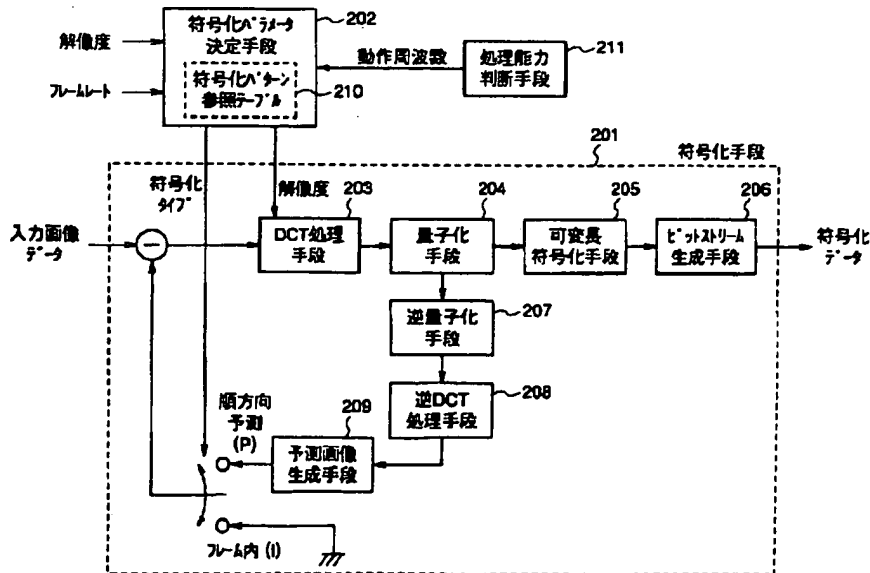 符号化パラメータ
決定手段
202
解像度
フレームレート
符号化パターン
参照テーブル
210
動作周波数
処理能力
判断手段
211
201
符号化手段
符号化
タイプ
解像度
203
204
205
206
入力画像
データ
DCT処理
手段
量子化
手段
可変長
符号化手段
ビットストリーム
生成手段
符号化
データ
逆量子化
手段
207
逆DCT
処理手段
208
順方向
予測
(P)
209
予測画像
生成手段
フレーム内 (I)